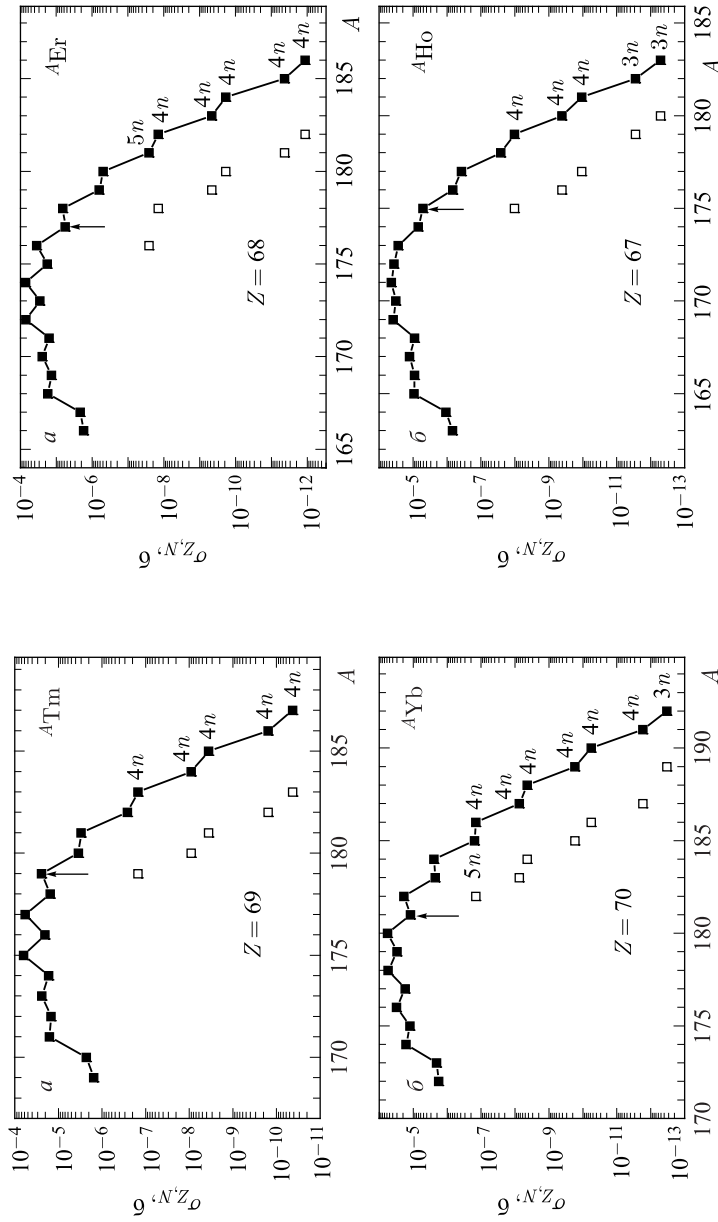 σ_{Z,N}, б
10⁻⁴
10⁻⁵
10⁻⁶
10⁻⁷
10⁻⁸
10⁻⁹
10⁻¹⁰
10⁻¹¹
а
ᴬTm
4n
4n
4n
4n
4n
Z = 69
170 175 180 185 A
σ_{Z,N}, б
10⁻⁴
10⁻⁶
10⁻⁸
10⁻¹⁰
10⁻¹²
а
ᴬEr
5n
4n
4n
4n
4n
4n
Z = 68
165 170 175 180 185 A
σ_{Z,N}, б
10⁻⁵
10⁻⁷
10⁻⁹
10⁻¹¹
10⁻¹³
б
ᴬYb
5n
4n
4n
4n
4n
4n
4n
3n
Z = 70
170 175 180 185 190 A
σ_{Z,N}, б
10⁻⁵
10⁻⁷
10⁻⁹
10⁻¹¹
10⁻¹³
б
ᴬHo
4n
4n
4n
3n
3n
Z = 67
165 170 175 180 185 A